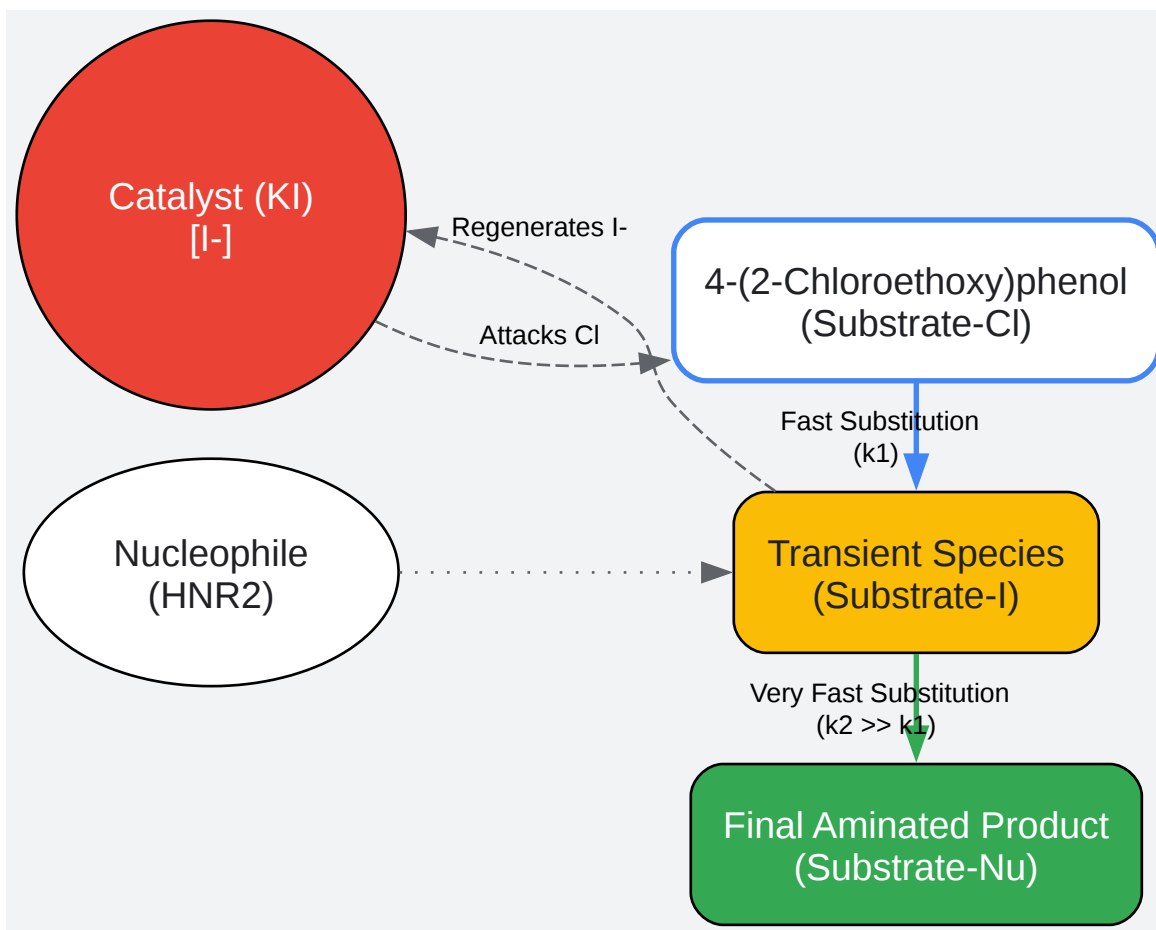 Catalyst (KI)
[I-]
Regenerates I-
4-(2-Chloroethoxy)phenol
(Substrate-Cl)
Attacks Cl
Fast Substitution
(k1)
Nucleophile
(HNR2)
Transient Species
(Substrate-I)
Very Fast Substitution
(k2 >> k1)
Final Aminated Product
(Substrate-Nu)